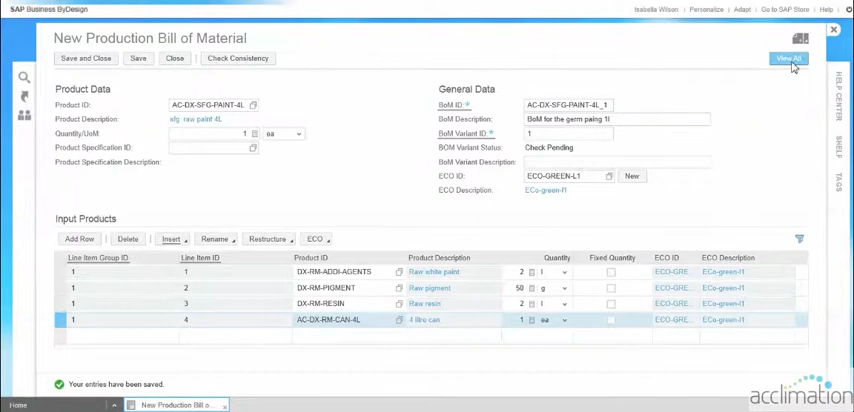 SAP Business ByDesign
Isabella Wilson Personalize Adapt Go to SAP Store Help
New Production Bill of Material
Save and Close Save Close Check Consistency View All
Product Data
Product ID: AC-DX-SFG-PAINT-4L
Product Description: sfg raw paint 4L
Quantity/UoM: 1 ea
Product Specification ID:
Product Specification Description:
General Data
BoM ID: AC-DX-SFG-PAINT-4L_1
BoM Description: BoM for the germ paing 1l
BoM Variant ID: 1
BOM Variant Status: Check Pending
BOM Variant Description:
ECO ID: ECO-GREEN-L1 New
ECO Description: ECo-green-l1
HELP CENTER
SHELF
TAGS
Input Products
Add Row Delete Insert Rename Restructure ECO
Line Item Group ID Line Item ID Product ID Product Description Quantity Fixed Quantity ECO ID ECO Description
1 1 DX-RM-ADDI-AGENTS Raw white paint 2 l ECO-GRE... ECo-green-l1
1 2 DX-RM-PIGMENT Raw pigment 50 g ECO-GRE... ECo-green-l1
1 3 DX-RM-RESIN Raw resin 2 l ECO-GRE... ECo-green-l1
1 4 AC-DX-RM-CAN-4L 4 litre can 1 ea ECO-GRE... ECo-green-l1
Your entries have been saved.
acclimation
Home New Production Bill o...